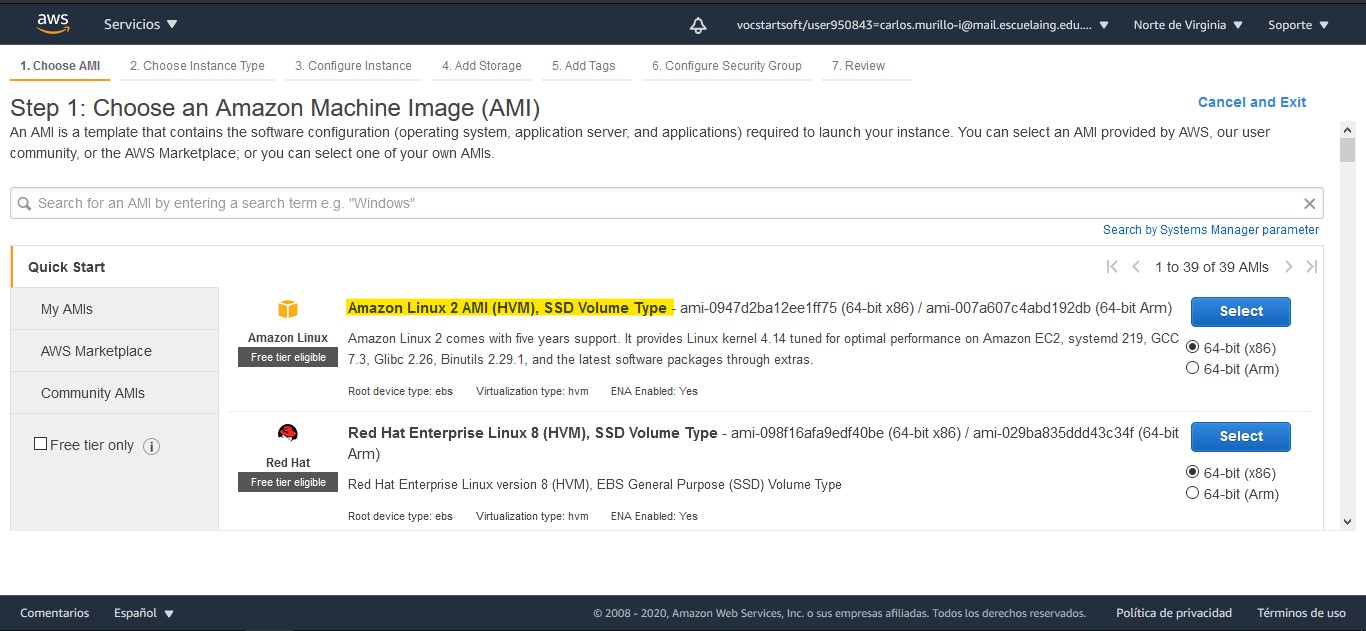 aws Servicios vocstartsoft/user950843=carlos.murillo-i@mail.escuelaing.edu.... Norte de Virginia Soporte
1. Choose AMI 2. Choose Instance Type 3. Configure Instance 4. Add Storage 5. Add Tags 6. Configure Security Group 7. Review
Step 1: Choose an Amazon Machine Image (AMI)
Cancel and Exit
An AMI is a template that contains the software configuration (operating system, application server, and applications) required to launch your instance. You can select an AMI provided by AWS, our user
community, or the AWS Marketplace; or you can select one of your own AMIs.
Search for an AMI by entering a search term e.g. "Windows"
Search by Systems Manager parameter
Quick Start
1 to 39 of 39 AMIs
My AMIs
AWS Marketplace
Community AMIs
Free tier only
Amazon Linux
Free tier eligible
Amazon Linux 2 AMI (HVM), SSD Volume Type - ami-0947d2ba12ee1ff75 (64-bit x86) / ami-007a607c4abd192db (64-bit Arm)
Amazon Linux 2 comes with five years support. It provides Linux kernel 4.14 tuned for optimal performance on Amazon EC2, systemd 219, GCC
7.3, Glibc 2.26, Binutils 2.29.1, and the latest software packages through extras.
Root device type: ebs Virtualization type: hvm ENA Enabled: Yes
Select
64-bit (x86)
64-bit (Arm)
Red Hat
Free tier eligible
Red Hat Enterprise Linux 8 (HVM), SSD Volume Type - ami-098f16afa9edf40be (64-bit x86) / ami-029ba835ddd43c34f (64-bit
Arm)
Red Hat Enterprise Linux version 8 (HVM), EBS General Purpose (SSD) Volume Type
Root device type: ebs Virtualization type: hvm ENA Enabled: Yes
Select
64-bit (x86)
64-bit (Arm)
Comentarios Español © 2008 - 2020, Amazon Web Services, Inc. o sus empresas afiliadas. Todos los derechos reservados. Política de privacidad Términos de uso